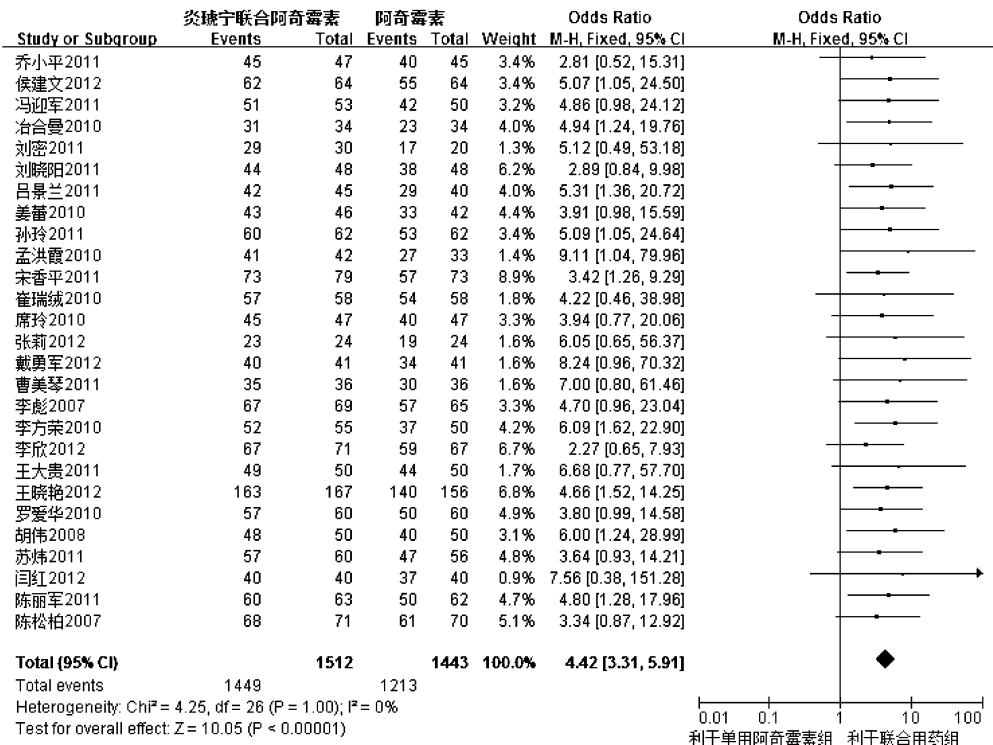 炎琥宁联合阿奇霉素 阿奇霉素 Odds Ratio Odds Ratio
Study or Subgroup Events Total Events Total Weight M-H, Fixed, 95% CI M-H, Fixed, 95% CI
乔小平2011 45 47 40 45 3.4% 2.81 [0.52, 15.31]
侯建文2012 62 64 55 64 3.4% 5.07 [1.05, 24.50]
冯迎军2011 51 53 42 50 3.2% 4.86 [0.98, 24.12]
冶合曼2010 31 34 23 34 4.0% 4.94 [1.24, 19.76]
刘密2011 29 30 17 20 1.3% 5.12 [0.49, 53.18]
刘晓阳2011 44 48 38 48 6.2% 2.89 [0.84, 9.98]
吕景兰2011 42 45 29 40 4.0% 5.31 [1.36, 20.72]
姜蕾2010 43 46 33 42 4.4% 3.91 [0.98, 15.59]
孙玲2011 60 62 53 62 3.4% 5.09 [1.05, 24.64]
孟洪霞2010 41 42 27 33 1.5% 9.11 [1.04, 79.96]
宋香平2011 73 79 57 73 8.9% 3.42 [1.26, 9.29]
崔瑞绒2010 57 58 54 58 1.8% 4.22 [0.46, 38.98]
席玲2010 45 47 40 47 3.3% 3.94 [0.77, 20.06]
张莉2012 23 24 19 24 1.5% 6.05 [0.65, 56.37]
戴勇军2012 40 41 34 41 1.6% 8.24 [0.96, 70.32]
曹美琴2011 35 36 30 36 1.6% 7.00 [0.80, 61.46]
李彪2007 67 69 57 65 3.3% 4.70 [0.96, 23.04]
李方荣2010 52 55 37 50 4.1% 6.09 [1.62, 22.90]
李欣2012 67 71 59 67 6.7% 2.27 [0.65, 7.93]
王大贵2011 49 50 44 50 1.7% 6.68 [0.77, 57.70]
王晓艳2012 163 167 140 156 6.8% 4.66 [1.52, 14.25]
罗爱华2010 57 60 50 60 4.9% 3.80 [0.99, 14.58]
胡伟2008 48 50 40 50 3.1% 6.00 [1.24, 28.99]
苏炜2011 57 60 47 56 4.8% 3.64 [0.93, 14.21]
闫红2012 40 40 37 40 0.9% 7.56 [0.38, 151.28]
陈丽军2011 60 63 50 62 4.7% 4.80 [1.28, 17.96]
陈松柏2007 68 71 61 70 5.1% 3.34 [0.87, 12.92]
Total (95% CI) 1512 1443 100.0% 4.42 [3.31, 5.91]
Total events 1449 1213
Heterogeneity: Chi² = 4.25, df = 26 (P = 1.00); I² = 0%
Test for overall effect: Z = 10.05 (P < 0.00001)
0.01 0.1 1 10 100
利于单用阿奇霉素组 利于联合用药组